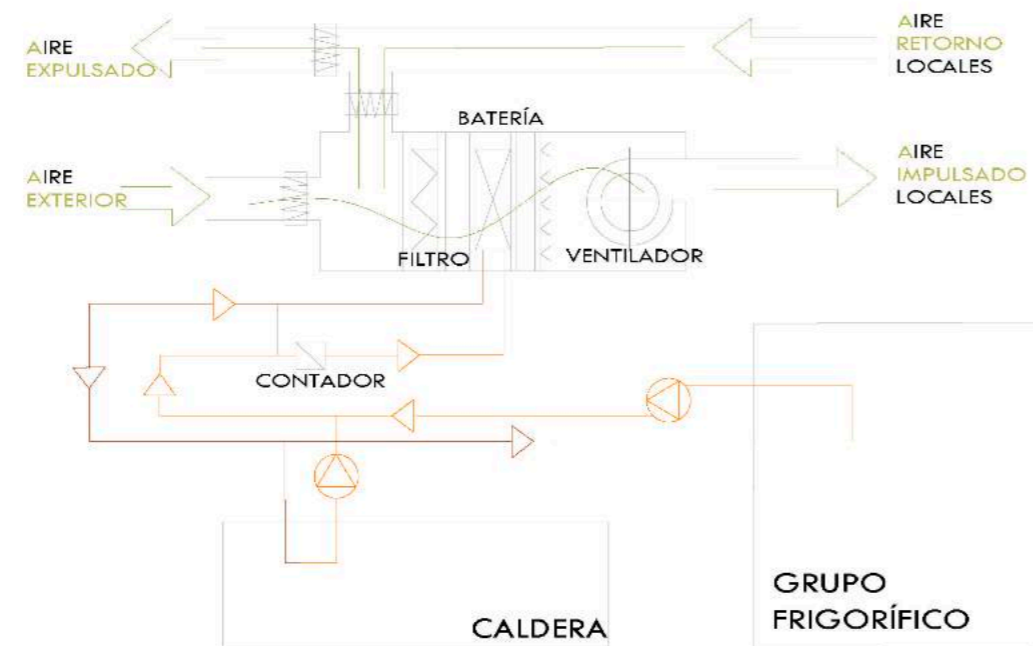 AIRE
EXPULSADO
AIRE
RETORNO
LOCALES
BATERÍA
AIRE
EXTERIOR
AIRE
IMPULSADO
LOCALES
FILTRO
VENTILADOR
CONTADOR
CALDERA
GRUPO
FRIGORÍFICO